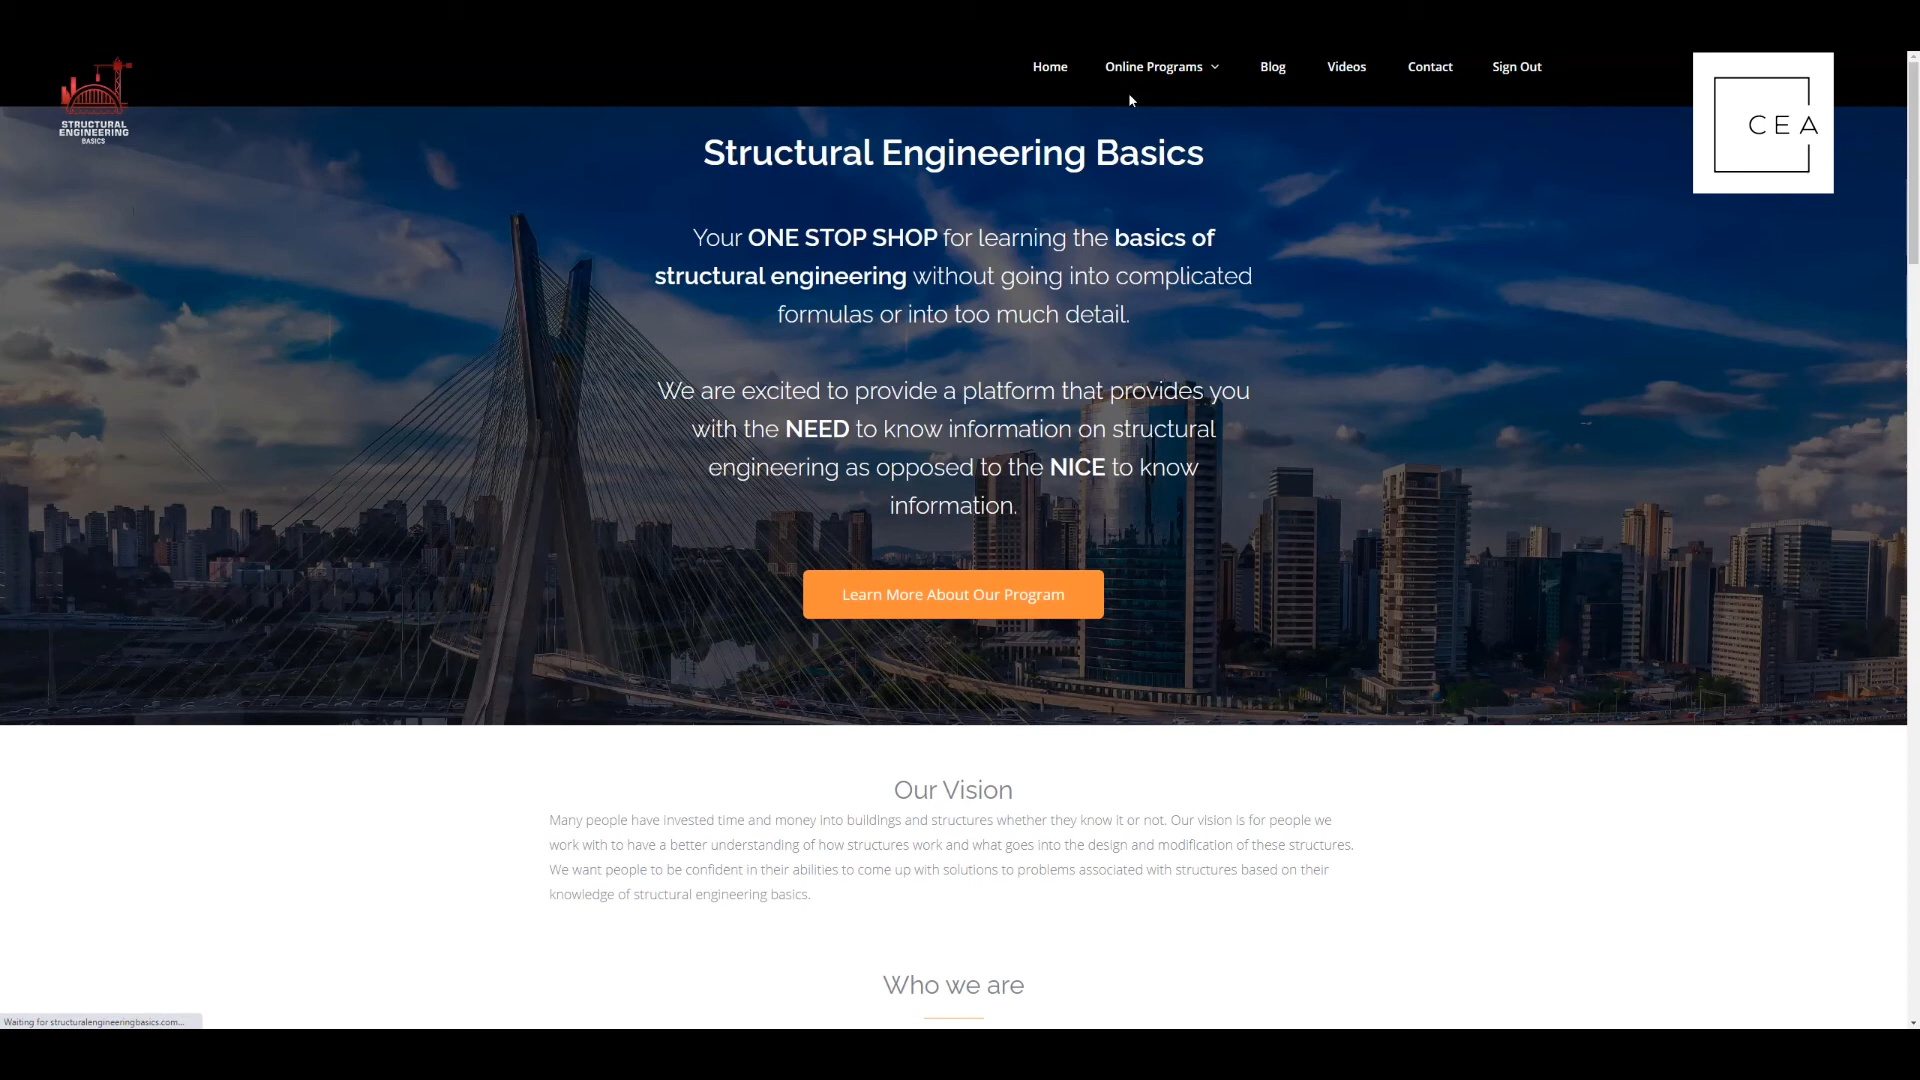 Home Online Programs Blog Videos Contact Sign Out
STRUCTURAL
ENGINEERING
BASICS
CEA
Structural Engineering Basics
Your ONE STOP SHOP for learning the basics of
structural engineering without going into complicated
formulas or into too much detail.
We are excited to provide a platform that provides you
with the NEED to know information on structural
engineering as opposed to the NICE to know
information.
Learn More About Our Program
Our Vision
Many people have invested time and money into buildings and structures whether they know it or not. Our vision is for people we
work with to have a better understanding of how structures work and what goes into the design and modification of these structures.
We want people to be confident in their abilities to come up with solutions to problems associated with structures based on their
knowledge of structural engineering basics.
Who we are
Waiting for structuralengineeringbasics.com...